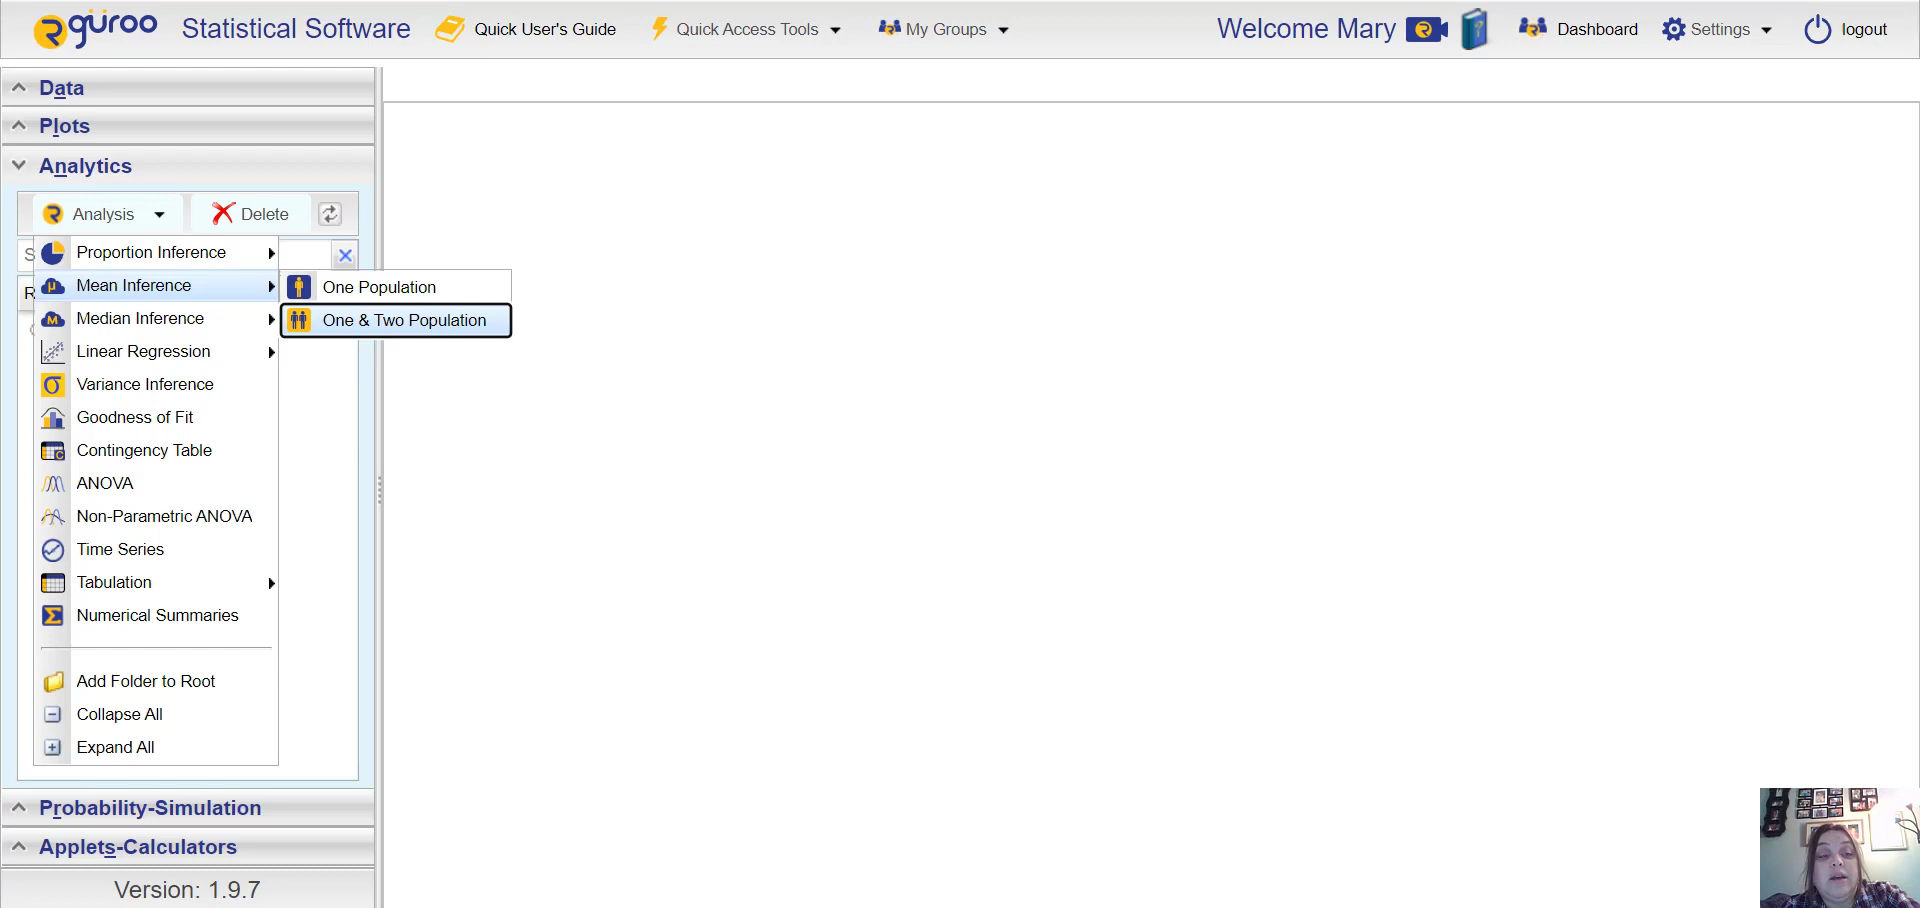 rguroo Statistical Software Quick User's Guide Quick Access Tools My Groups Welcome Mary Dashboard Settings logout
Data
Plots
Analytics
Analysis Delete
Proportion Inference
Mean Inference
One Population
Median Inference
One & Two Population
Linear Regression
Variance Inference
Goodness of Fit
Contingency Table
ANOVA
Non-Parametric ANOVA
Time Series
Tabulation
Numerical Summaries
Add Folder to Root
Collapse All
Expand All
Probability-Simulation
Applets-Calculators
Version: 1.9.7